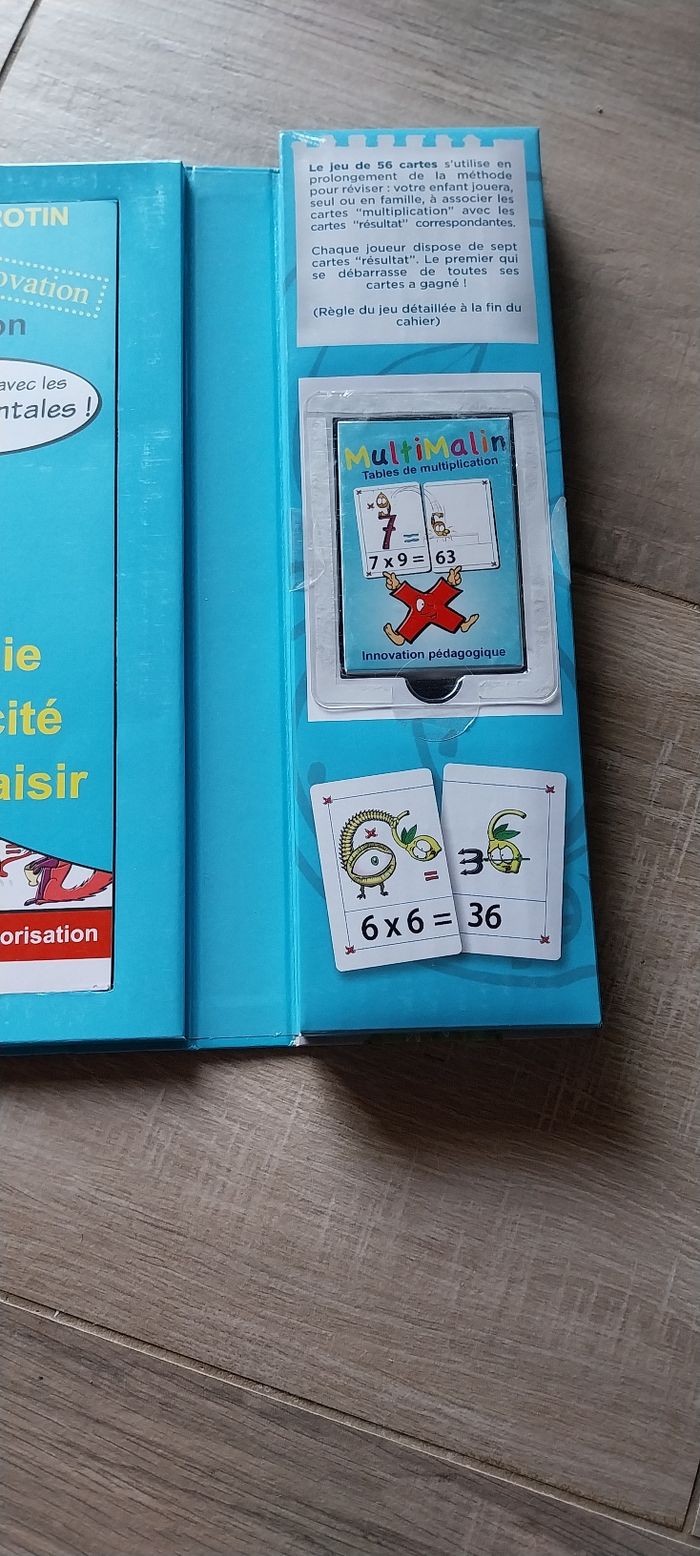 ROTIN
ovation
on
avec les
ntales !
ie
cité
aisir
orisation
Le jeu de 56 cartes s'utilise en
prolongement de la méthode
pour réviser : votre enfant jouera,
seul ou en famille, à associer les
cartes "multiplication" avec les
cartes "résultat" correspondantes.
Chaque joueur dispose de sept
cartes "résultat". Le premier qui
se débarrasse de toutes ses
cartes a gagné !
(Règle du jeu détaillée à la fin du
cahier)
MultiMalin
Tables de multiplication
7 =
7 x 9 = 63
Innovation pédagogique
=
3
6 x 6 = 36